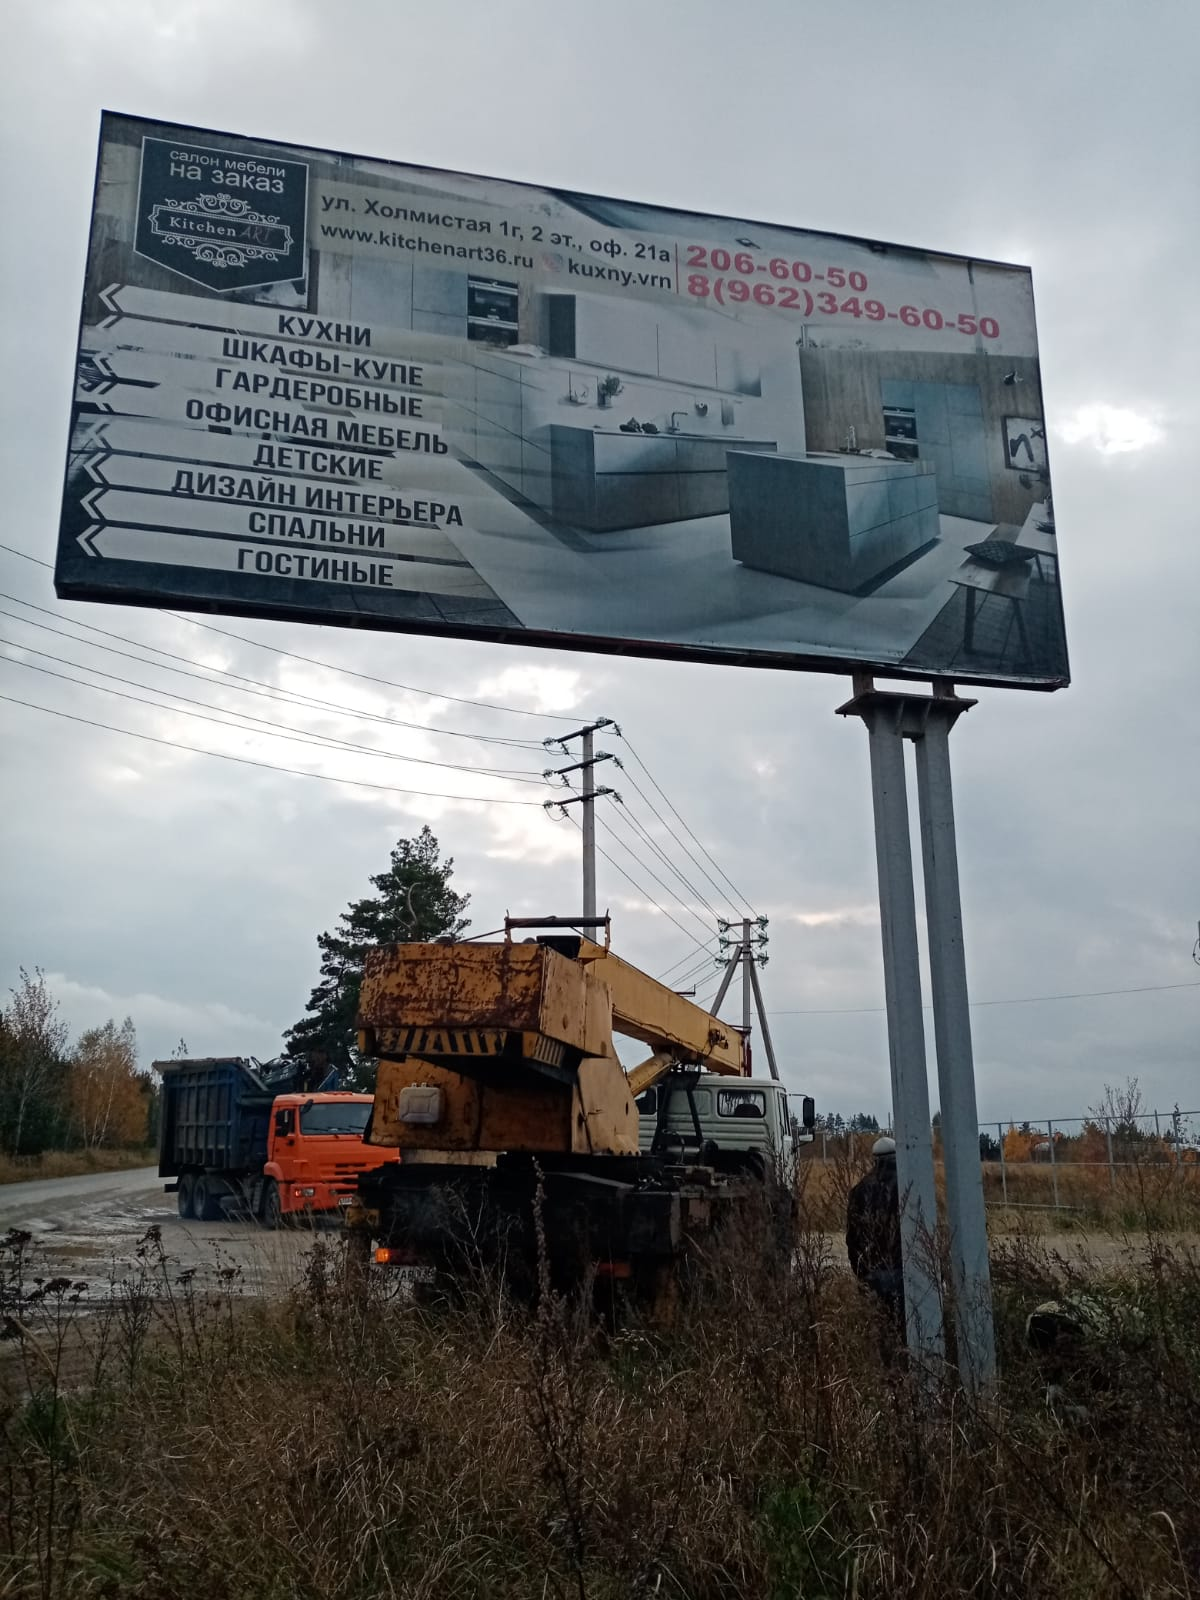 салон мебели
на заказ
Kitchen ART
ул. Холмистая 1г, 2 эт., оф. 21а
www.kitchenart36.ru kuxny.vrn
206-60-50
8(962)349-60-50
КУХНИ
ШКАФЫ-КУПЕ
ГАРДЕРОБНЫЕ
ОФИСНАЯ МЕБЕЛЬ
ДЕТСКИЕ
ДИЗАЙН ИНТЕРЬЕРА
СПАЛЬНИ
ГОСТИНЫЕ